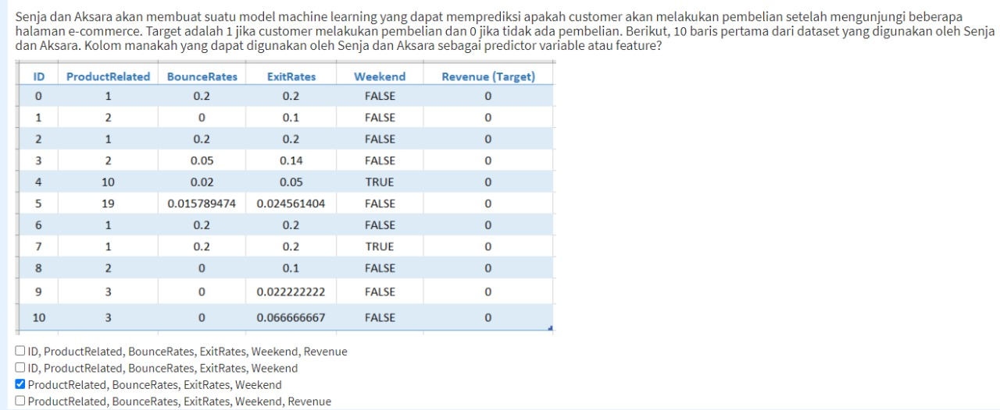 Senja dan Aksara akan membuat suatu model machine learning yang dapat memprediksi apakah customer akan melakukan pembelian setelah mengunjungi beberapa
halaman e-commerce. Target adalah 1 jika customer melakukan pembelian dan 0 jika tidak ada pembelian. Berikut, 10 baris pertama dari dataset yang digunakan oleh Senja
dan Aksara. Kolom manakah yang dapat digunakan oleh Senja dan Aksara sebagai predictor variable atau feature?
ID ProductRelated BounceRates ExitRates Weekend Revenue (Target)
0 1 0.2 0.2 FALSE 0
1 2 0 0.1 FALSE 0
2 1 0.2 0.2 FALSE 0
3 2 0.05 0.14 FALSE 0
4 10 0.02 0.05 TRUE 0
5 19 0.015789474 0.024561404 FALSE 0
6 1 0.2 0.2 FALSE 0
7 1 0.2 0.2 TRUE 0
8 2 0 0.1 FALSE 0
9 3 0 0.022222222 FALSE 0
10 3 0 0.066666667 FALSE 0
ID, ProductRelated, BounceRates, ExitRates, Weekend, Revenue
ID, ProductRelated, BounceRates, ExitRates, Weekend
ProductRelated, BounceRates, ExitRates, Weekend
ProductRelated, BounceRates, ExitRates, Weekend, Revenue